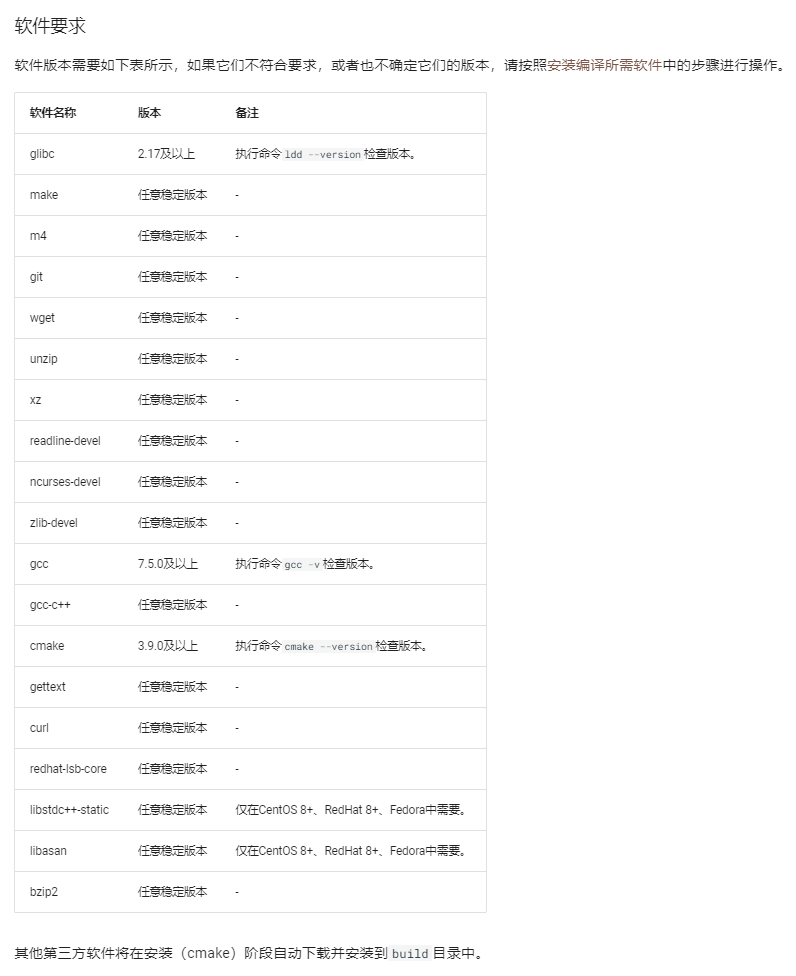 软件要求
软件版本需要如下表所示，如果它们不符合要求，或者也不确定它们的版本，请按照安装编译所需软件中的步骤进行操作。
软件名称 版本 备注
glibc 2.17及以上 执行命令 ldd --version 检查版本。
make 任意稳定版本 -
m4 任意稳定版本 -
git 任意稳定版本 -
wget 任意稳定版本 -
unzip 任意稳定版本 -
xz 任意稳定版本 -
readline-devel 任意稳定版本 -
ncurses-devel 任意稳定版本 -
zlib-devel 任意稳定版本 -
gcc 7.5.0及以上 执行命令 gcc -v 检查版本。
gcc-c++ 任意稳定版本 -
cmake 3.9.0及以上 执行命令 cmake --version 检查版本。
gettext 任意稳定版本 -
curl 任意稳定版本 -
redhat-lsb-core 任意稳定版本 -
libstdc++-static 任意稳定版本 仅在CentOS 8+、RedHat 8+、Fedora中需要。
libasan 任意稳定版本 仅在CentOS 8+、RedHat 8+、Fedora中需要。
bzip2 任意稳定版本 -
其他第三方软件将在安装（cmake）阶段自动下载并安装到 build 目录中。